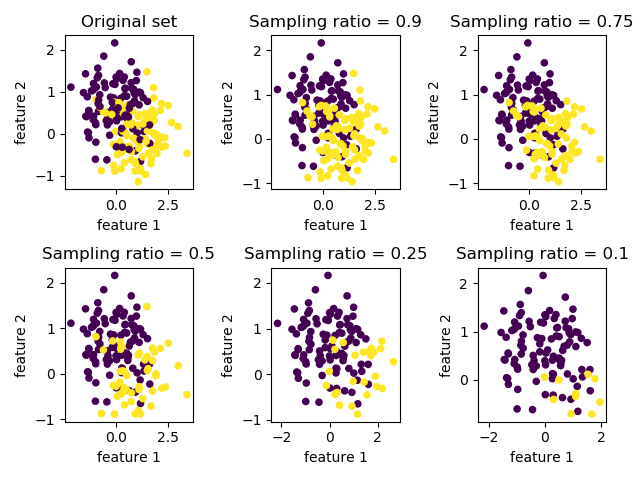 Original set
Sampling ratio = 0.9
Sampling ratio = 0.75
2
1
0
−1
feature 2
0.0
2.5
feature 1
2
1
0
−1
feature 2
0.0
2.5
feature 1
2
1
0
−1
feature 2
0.0
2.5
feature 1
Sampling ratio = 0.5
Sampling ratio = 0.25
Sampling ratio = 0.1
2
1
0
−1
feature 2
0.0
2.5
feature 1
2
1
0
−1
feature 2
−2
0
2
feature 1
2
1
0
feature 2
−2
0
2
feature 1